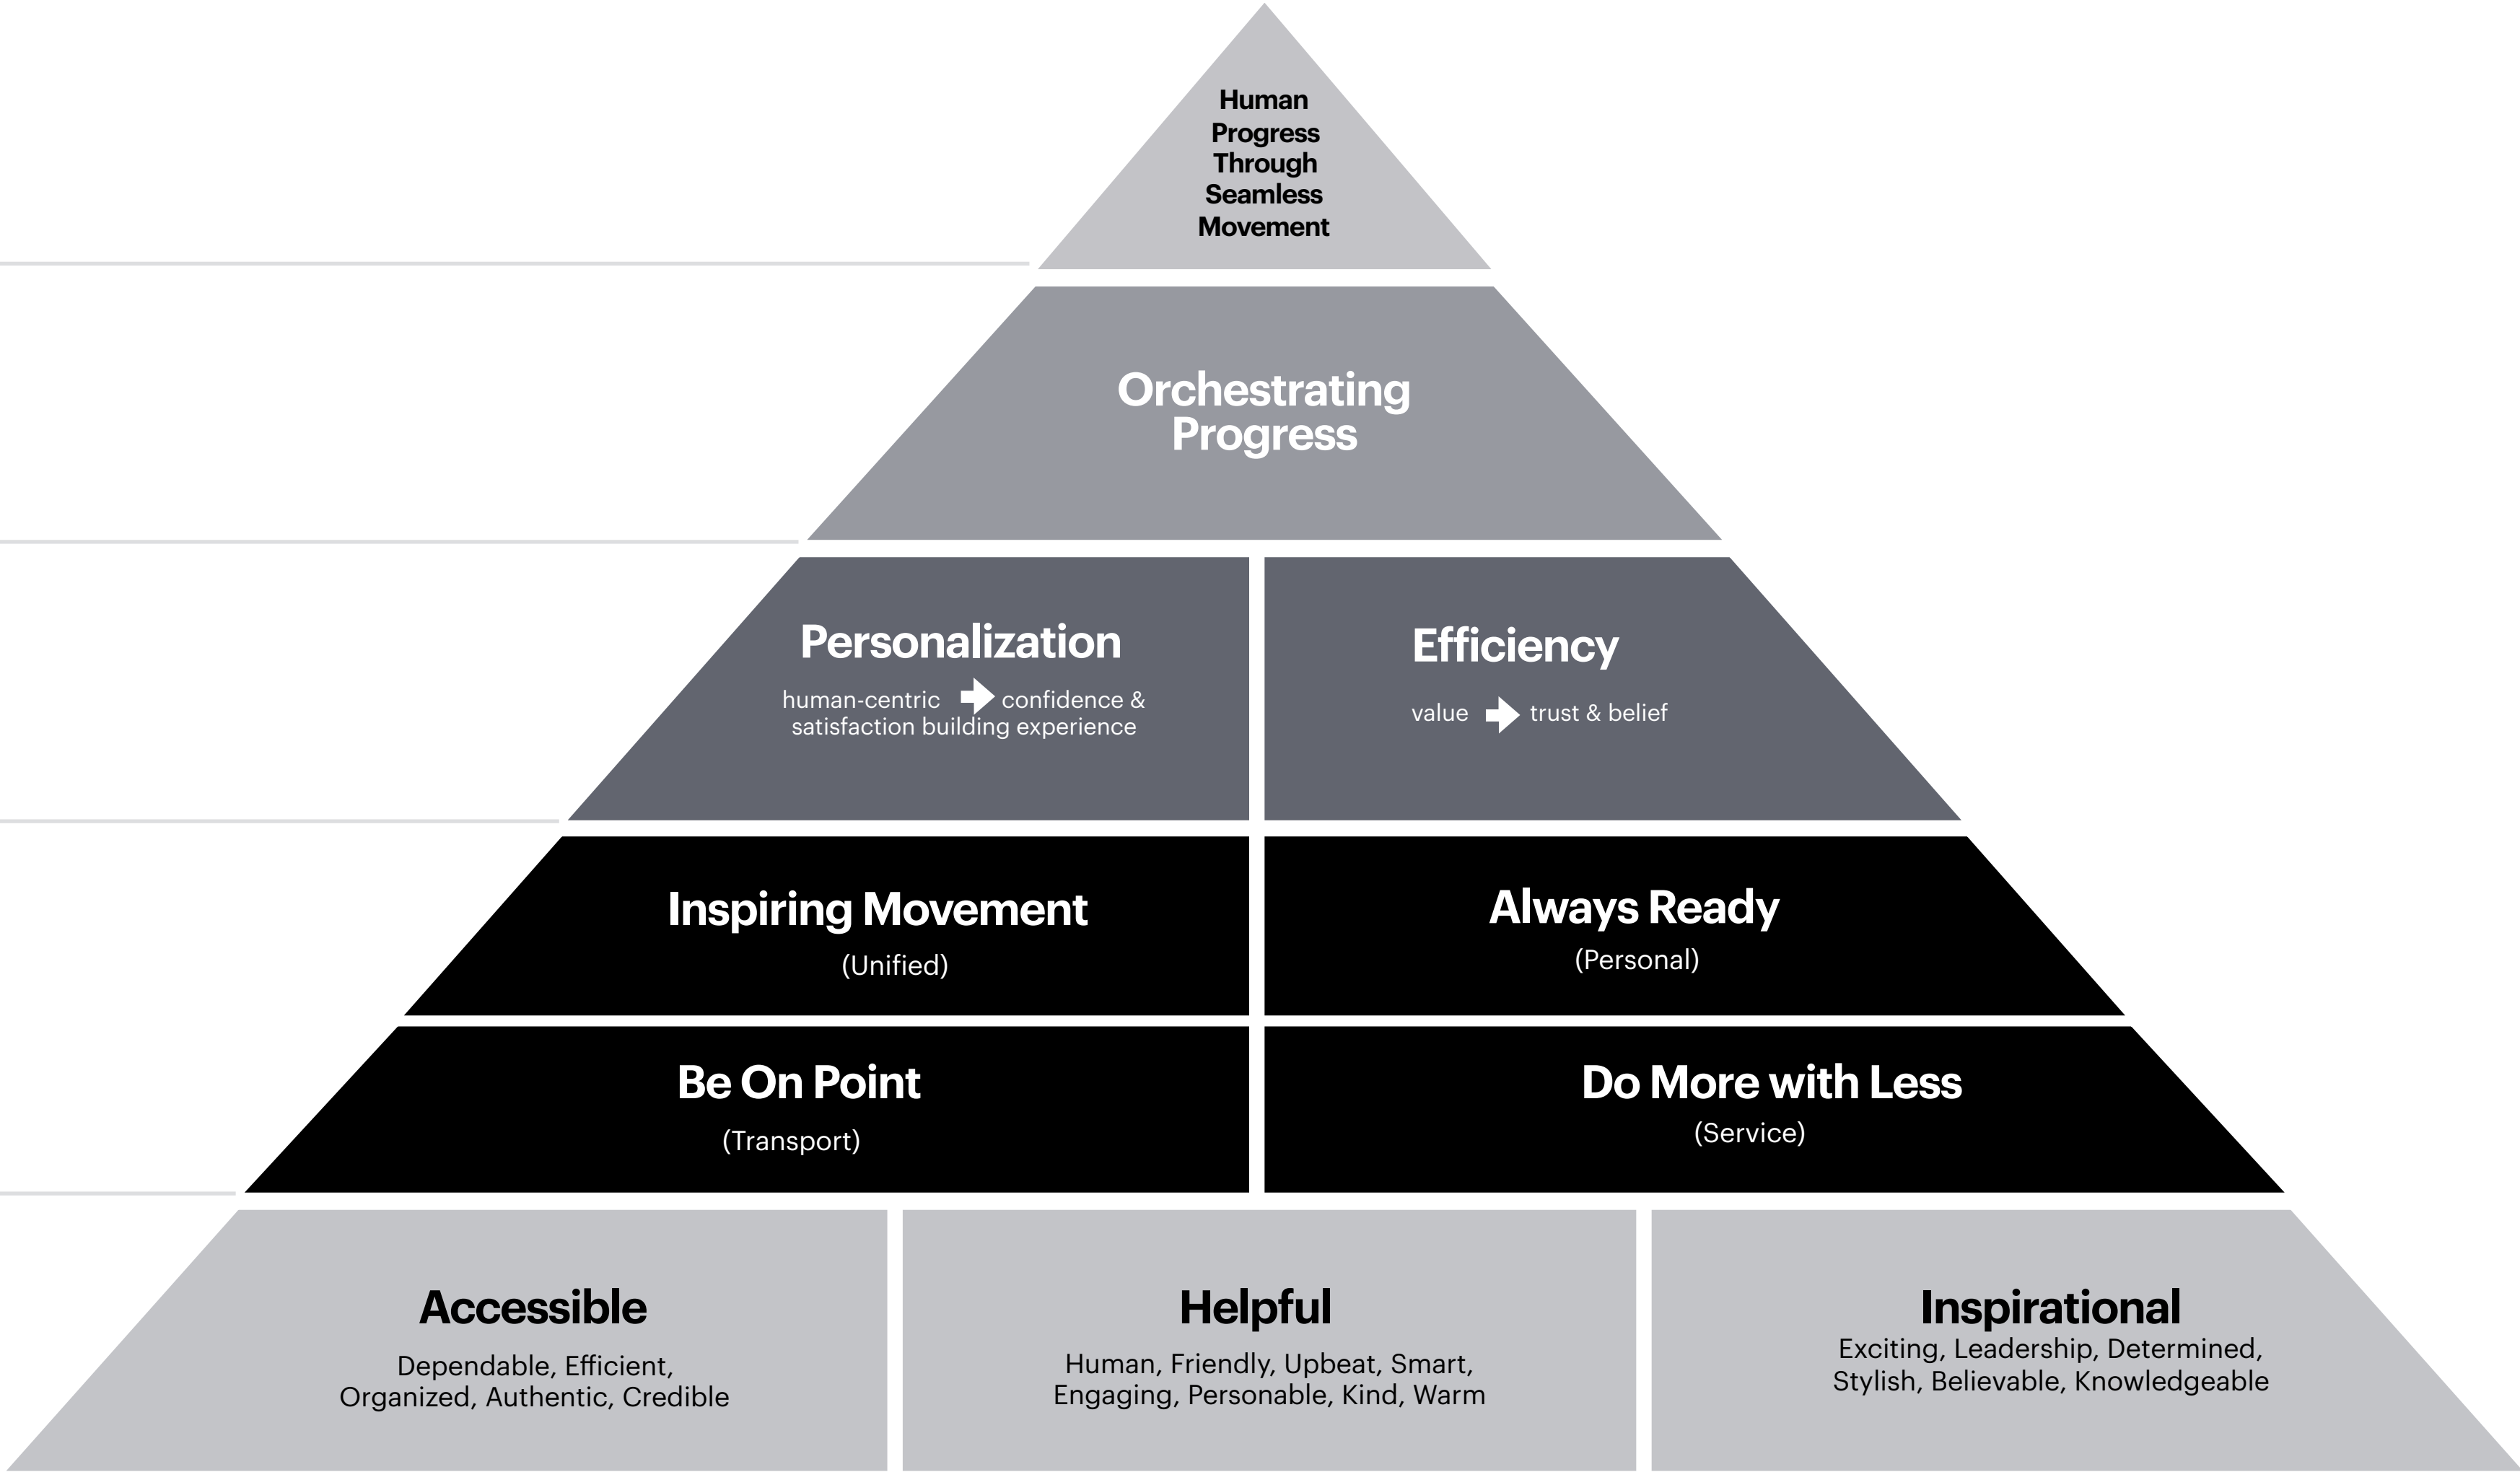 Human
Progress
Through
Seamless
Movement
Orchestrating
Progress
Personalization
human-centric confidence &
satisfaction building experience
Efficiency
value trust & belief
Inspiring Movement
(Unified)
Always Ready
(Personal)
Be On Point
(Transport)
Do More with Less
(Service)
Accessible
Dependable, Efficient,
Organized, Authentic, Credible
Helpful
Human, Friendly, Upbeat, Smart,
Engaging, Personable, Kind, Warm
Inspirational
Exciting, Leadership, Determined,
Stylish, Believable, Knowledgeable